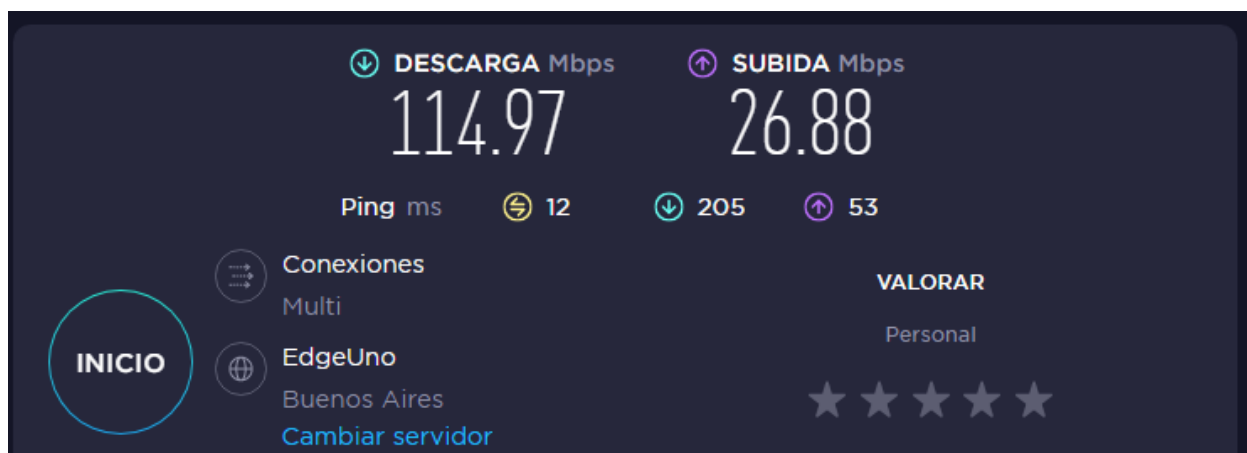 DESCARGA Mbps
114.97
SUBIDA Mbps
26.88
Ping ms 12 205 53
Conexiones
Multi
EdgeUno
Buenos Aires
Cambiar servidor
INICIO
VALORAR
Personal